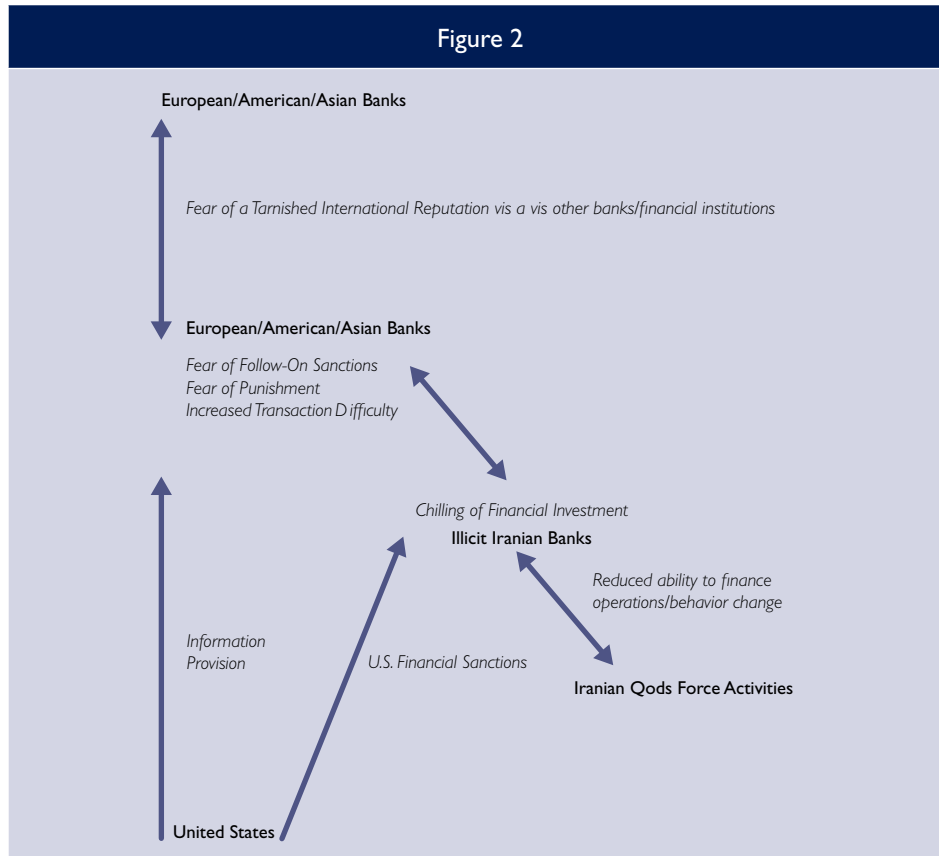 Figure 2
European/American/Asian Banks
Fear of a Tarnished International Reputation vis a vis other banks/financial institutions
European/American/Asian Banks
Fear of Follow-On Sanctions
Fear of Punishment
Increased Transaction Difficulty
Chilling of Financial Investment
Illicit Iranian Banks
Reduced ability to finance
operations/behavior change
Information
Provision
U.S. Financial Sanctions
Iranian Qods Force Activities
United States